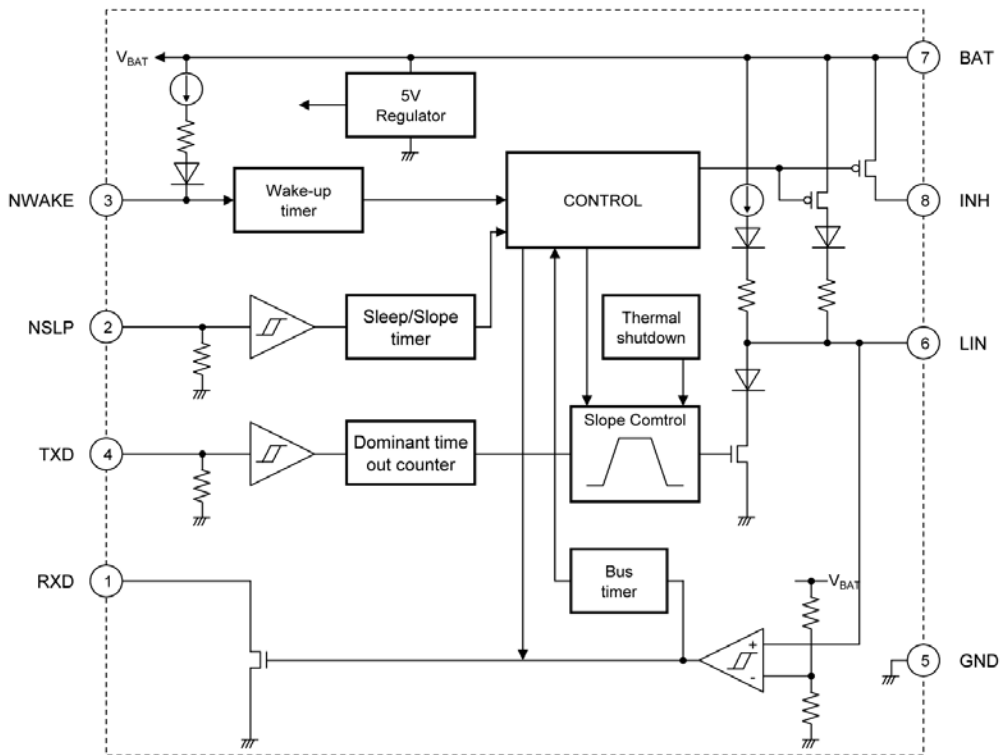 VBAT
7
BAT
5V
Regulator
NWAKE
3
Wake-up
timer
CONTROL
8
INH
NSLP
2
Sleep/Slope
timer
Thermal
shutdown
6
LIN
TXD
4
Dominant time
out counter
Slope Comtrol
RXD
1
Bus
timer
VBAT
+
-
5
GND